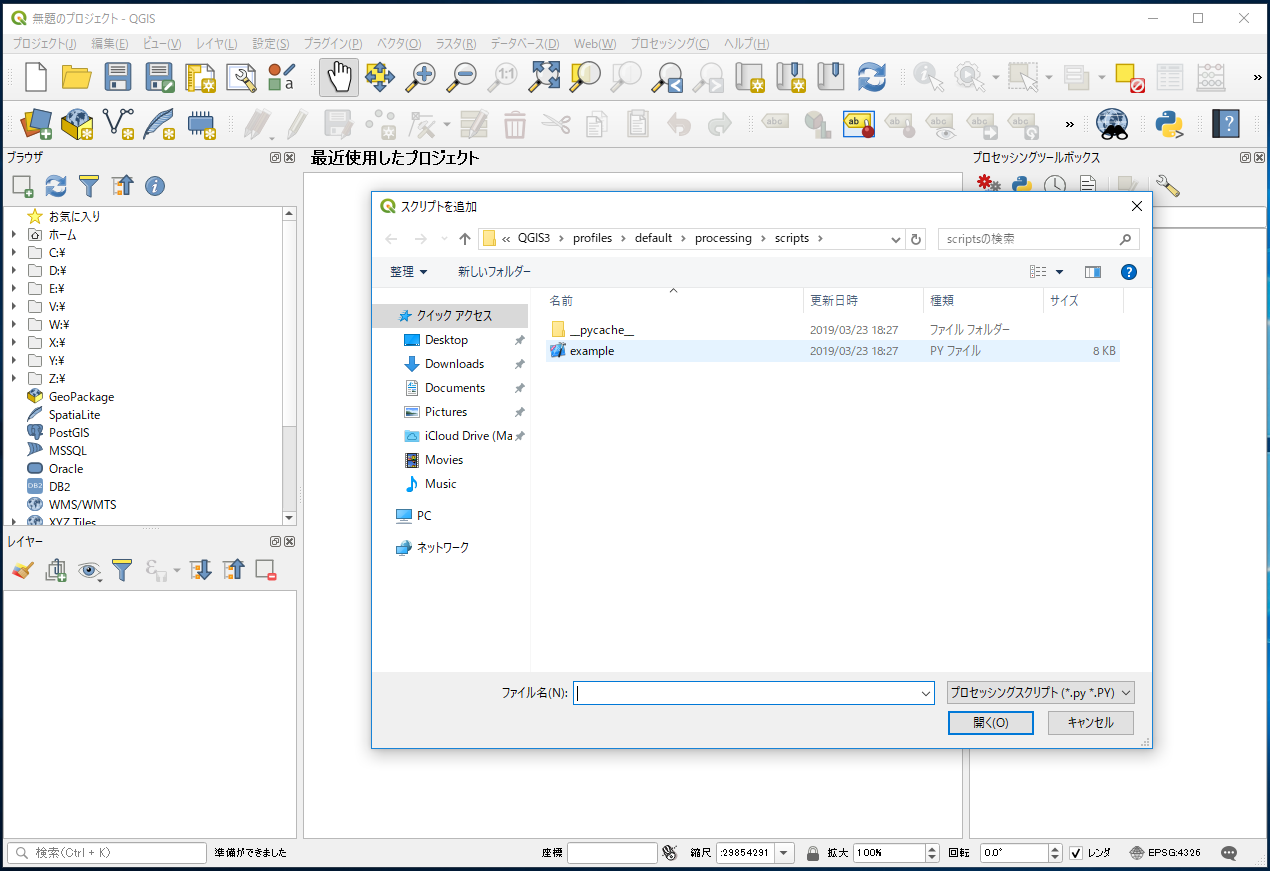 無題のプロジェクト - QGIS
プロジェクト(J) 編集(E) ビュー(V) レイヤ(L) 設定(S) プラグイン(P) ベクタ(O) ラスタ(R) データベース(D) Web(W) プロセッシング(C) ヘルプ(H)
ブラウザ
最近使用したプロジェクト
プロセッシングツールボックス
お気に入り
ホーム
C:¥
D:¥
E:¥
V:¥
W:¥
X:¥
Y:¥
Z:¥
GeoPackage
SpatiaLite
PostGIS
MSSQL
Oracle
DB2
WMS/WMTS
XYZ Tiles
レイヤー
スクリプトを追加
« QGIS3 › profiles › default › processing › scripts ›
scriptsの検索
整理 新しいフォルダー
名前 更新日時 種類 サイズ
クイック アクセス
Desktop
Downloads
Documents
Pictures
iCloud Drive (Ma
Movies
Music
PC
ネットワーク
__pycache__ 2019/03/23 18:27 ファイル フォルダー
example 2019/03/23 18:27 PY ファイル 8 KB
ファイル名(N):
プロセッシングスクリプト (*.py *.PY)
開く(O) キャンセル
検索(Ctrl + K) 準備ができました 座標 縮尺 :29854291 拡大 100% 回転 0.0° レンダ EPSG:4326